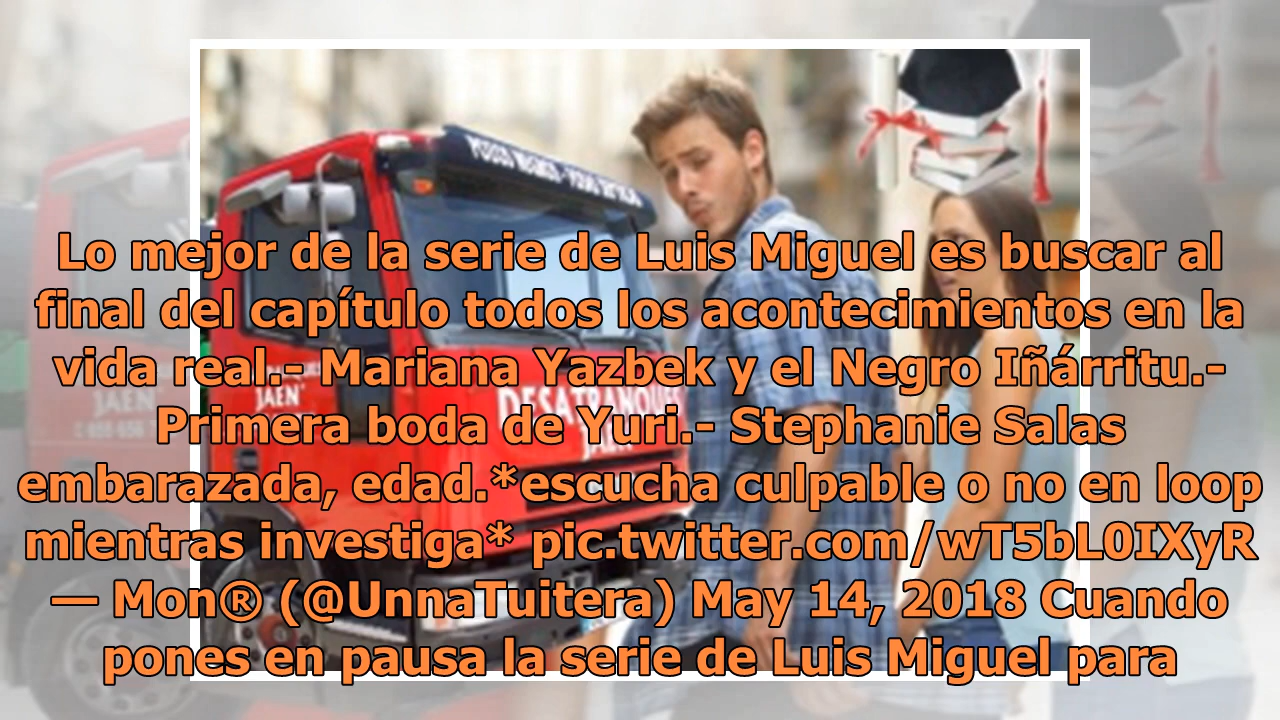 Lo mejor de la serie de Luis Miguel es buscar al
final del capítulo todos los acontecimientos en la
vida real.- Mariana Yazbek y el Negro Iñárritu.-
Primera boda de Yuri.- Stephanie Salas
embarazada, edad.*escucha culpable o no en loop
mientras investiga* pic.twitter.com/wT5bL0IXyR
— Mon® (@UnnaTuitera) May 14, 2018 Cuando
pones en pausa la serie de Luis Miguel para
JAEN
DESATRANQUES
JAEN
JAEN